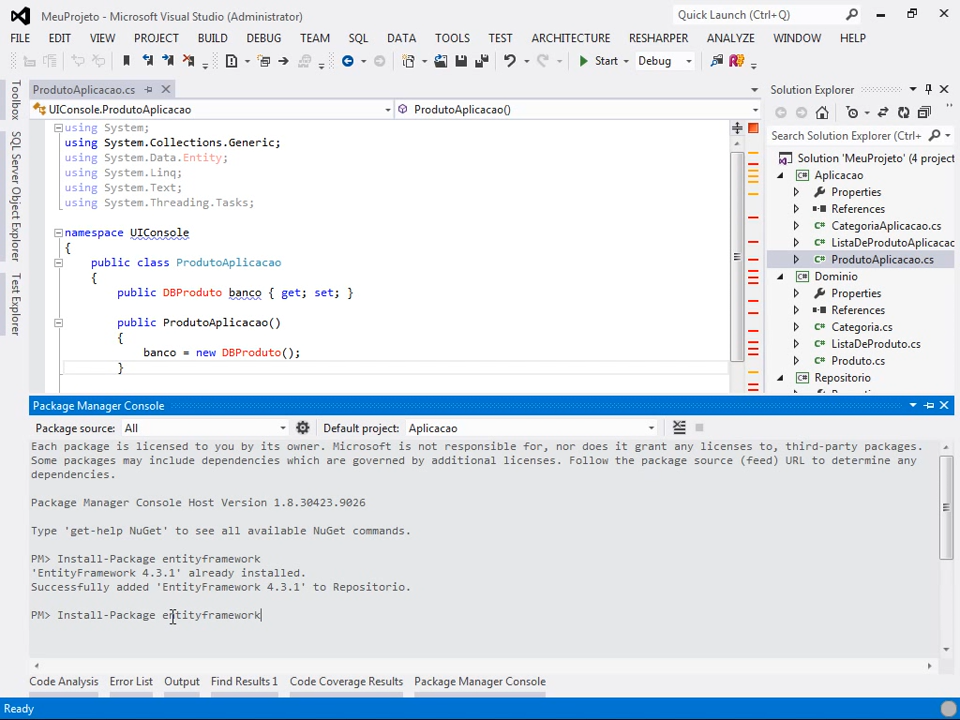 MeuProjeto - Microsoft Visual Studio (Administrator)
Quick Launch (Ctrl+Q)
FILE EDIT VIEW PROJECT BUILD DEBUG TEAM SQL DATA TOOLS TEST ARCHITECTURE RESHARPER ANALYZE WINDOW HELP
Start Debug
Toolbox
SQL Server Object Explorer
Test Explorer
ProdutoAplicacao.cs
UIConsole.ProdutoAplicacao
ProdutoAplicacao()
using System;
using System.Collections.Generic;
using System.Data.Entity;
using System.Linq;
using System.Text;
using System.Threading.Tasks;
namespace UIConsole
{
public class ProdutoAplicacao
{
public DBProduto banco { get; set; }
public ProdutoAplicacao()
{
banco = new DBProduto();
}
Solution Explorer
Search Solution Explorer (Ctrl+
Solution 'MeuProjeto' (4 project
Aplicacao
Properties
References
CategoriaAplicacao.cs
ListaDeProdutoAplicacao
ProdutoAplicacao.cs
Dominio
Properties
References
Categoria.cs
ListaDeProduto.cs
Produto.cs
Repositorio
Package Manager Console
Package source: All
Default project: Aplicacao
Each package is licensed to you by its owner. Microsoft is not responsible for, nor does it grant any licenses to, third-party packages.
Some packages may include dependencies which are governed by additional licenses. Follow the package source (feed) URL to determine any
dependencies.
Package Manager Console Host Version 1.8.30423.9026
Type 'get-help NuGet' to see all available NuGet commands.
PM> Install-Package entityframework
'EntityFramework 4.3.1' already installed.
Successfully added 'EntityFramework 4.3.1' to Repositorio.
PM> Install-Package entityframework
Code Analysis Error List Output Find Results 1 Code Coverage Results Package Manager Console
Ready